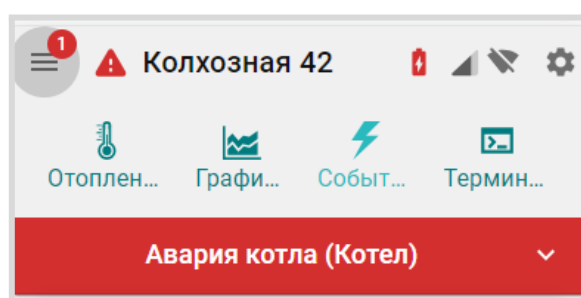 1
Колхозная 42
Отоплен... Графи... Событ... Термин...
Авария котла (Котел)